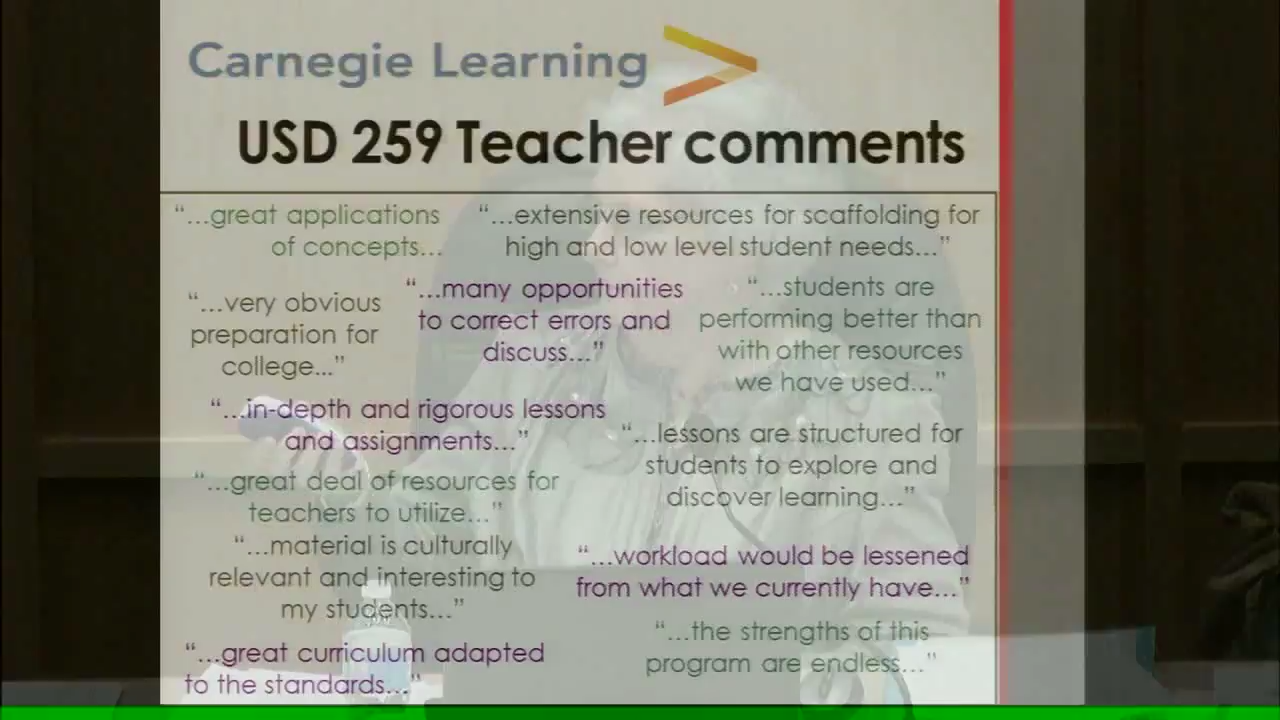 Carnegie Learning
USD 259 Teacher comments
“...great applications
of concepts...
“...extensive resources for scaffolding for
high and low level student needs...”
“...very obvious
preparation for
college...”
“...many opportunities
to correct errors and
discuss...”
“...students are
performing better than
with other resources
we have used...”
“...in-depth and rigorous lessons
and assignments...”
“...lessons are structured for
students to explore and
discover learning...”
“...great deal of resources for
teachers to utilize...”
“...material is culturally
relevant and interesting to
my students...”
“...workload would be lessened
from what we currently have...”
“...the strengths of this
program are endless...”
“...great curriculum adapted
to the standards...”